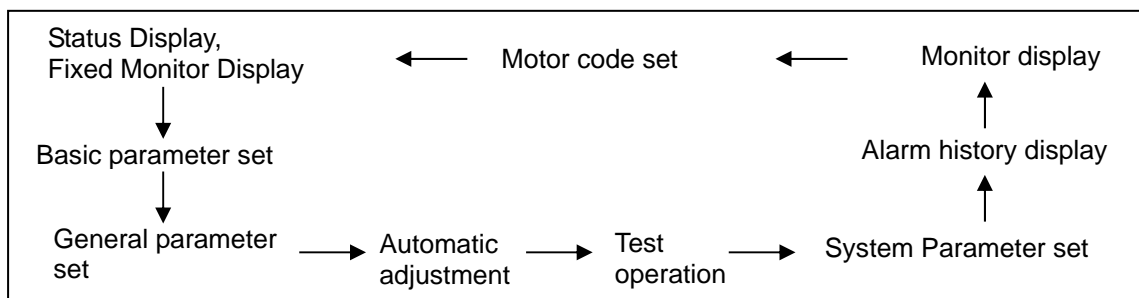 Status Display,
Fixed Monitor Display
Motor code set
Monitor display
Basic parameter set
Alarm history display
General parameter
set
Automatic
adjustment
Test
operation
System Parameter set